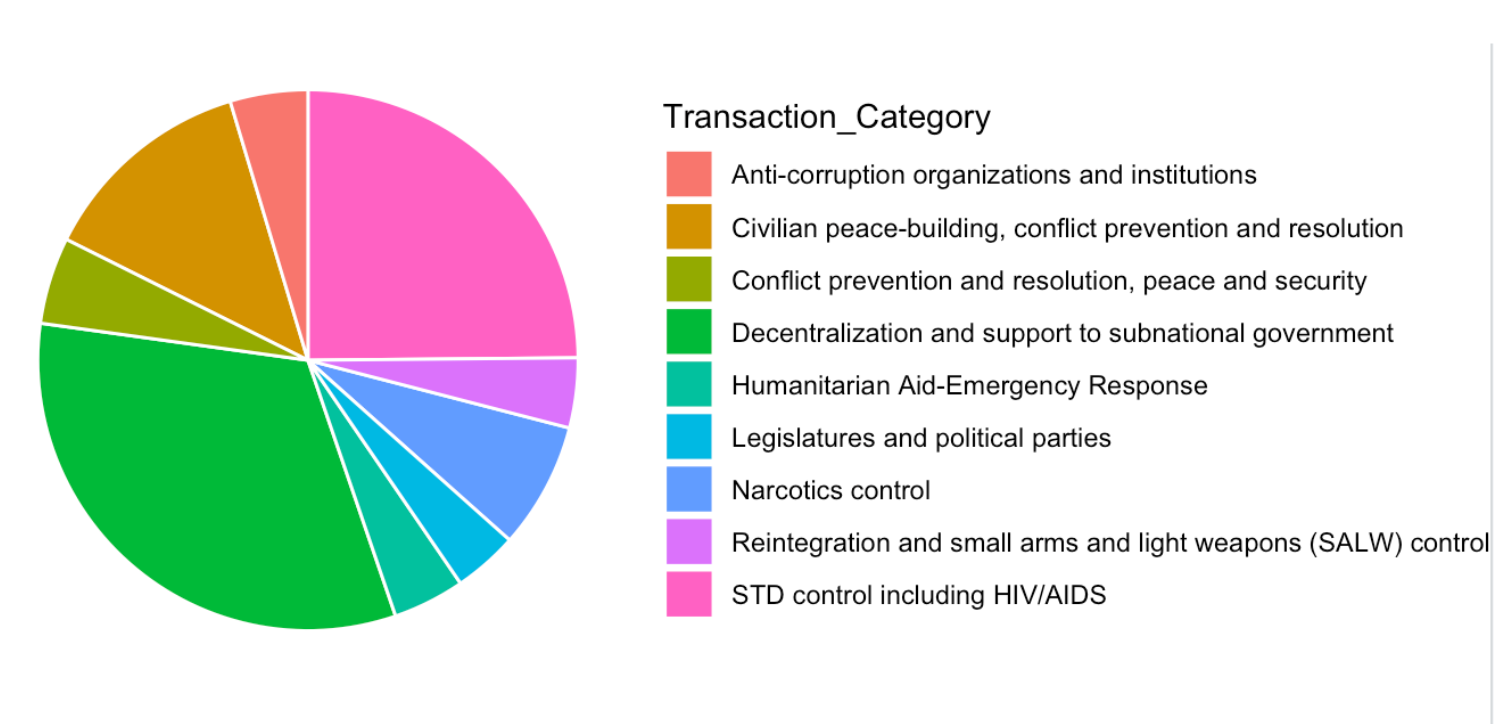 Transaction_Category
Anti-corruption organizations and institutions
Civilian peace-building, conflict prevention and resolution
Conflict prevention and resolution, peace and security
Decentralization and support to subnational government
Humanitarian Aid-Emergency Response
Legislatures and political parties
Narcotics control
Reintegration and small arms and light weapons (SALW) control
STD control including HIV/AIDS